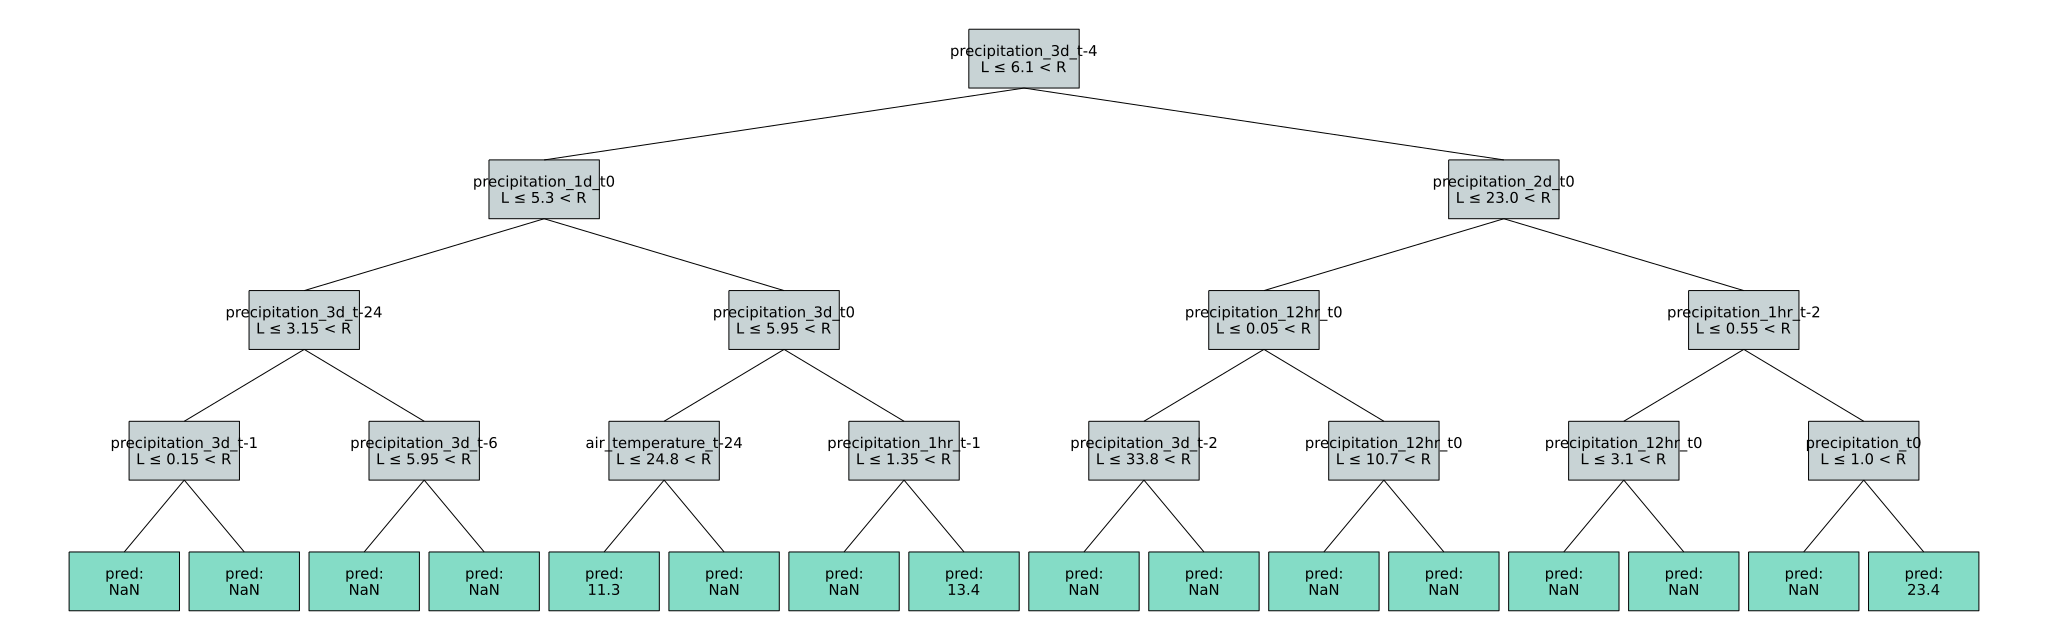 precipitation_3d_t-4
L ≤ 6.1 < R
precipitation_1d_t0
L ≤ 5.3 < R
precipitation_2d_t0
L ≤ 23.0 < R
precipitation_3d_t-24
L ≤ 3.15 < R
precipitation_3d_t0
L ≤ 5.95 < R
precipitation_12hr_t0
L ≤ 0.05 < R
precipitation_1hr_t-2
L ≤ 0.55 < R
precipitation_3d_t-1
L ≤ 0.15 < R
precipitation_3d_t-6
L ≤ 5.95 < R
air_temperature_t-24
L ≤ 24.8 < R
precipitation_1hr_t-1
L ≤ 1.35 < R
precipitation_3d_t-2
L ≤ 33.8 < R
precipitation_12hr_t0
L ≤ 10.7 < R
precipitation_12hr_t0
L ≤ 3.1 < R
precipitation_t0
L ≤ 1.0 < R
pred:
NaN
pred:
NaN
pred:
NaN
pred:
NaN
pred:
11.3
pred:
NaN
pred:
NaN
pred:
13.4
pred:
NaN
pred:
NaN
pred:
NaN
pred:
NaN
pred:
NaN
pred:
NaN
pred:
NaN
pred:
23.4